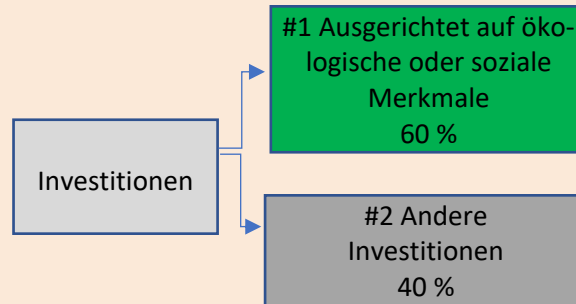 #1 Ausgerichtet auf öko-
logische oder soziale
Merkmale
60 %
Investitionen
#2 Andere
Investitionen
40 %